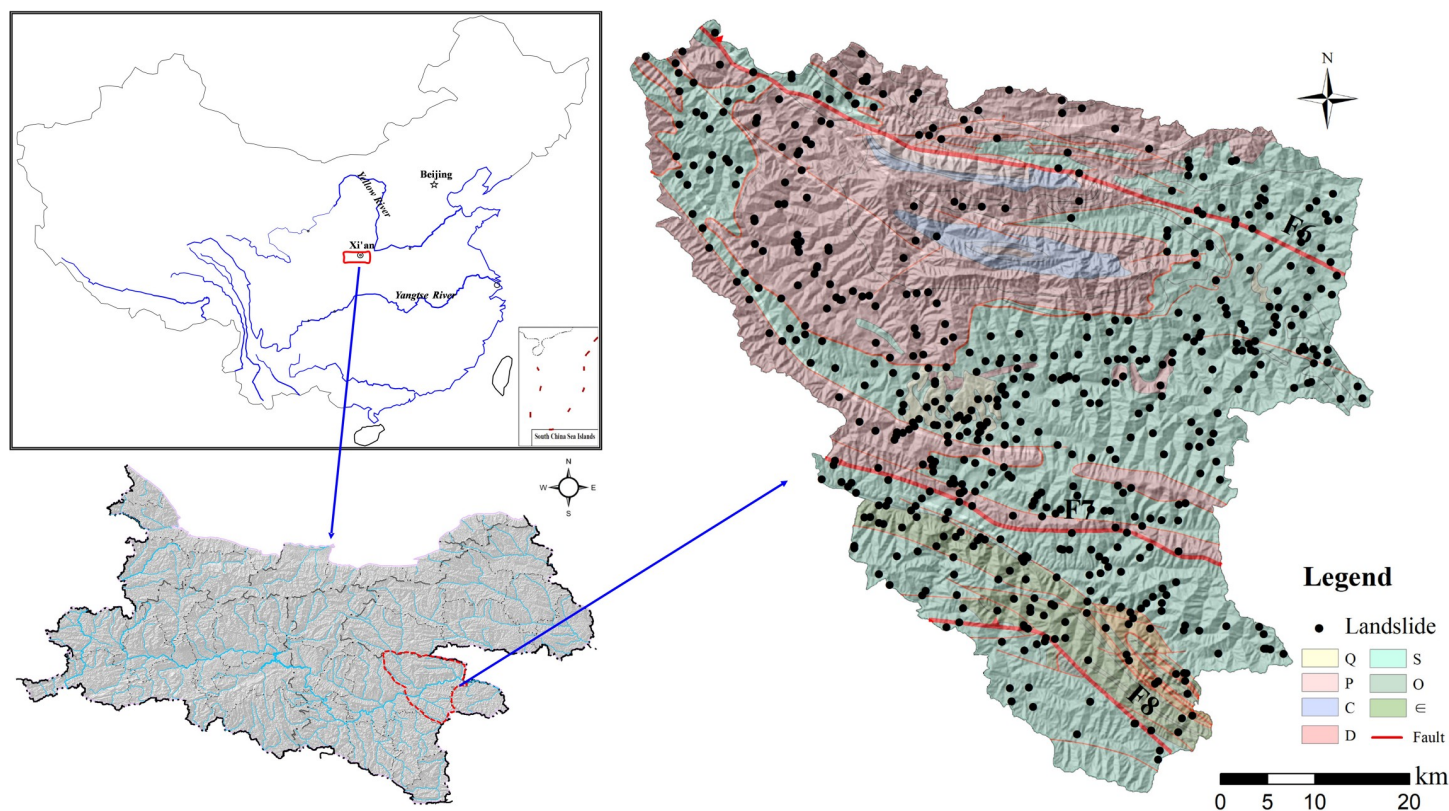 Beijing
Yellow River
Xi'an
Yangtse River
South China Sea Islands
N
W E
S
N
F6
F7
F8
Legend
Landslide
Q S
P O
C ∈
D Fault
km
0 5 10 20